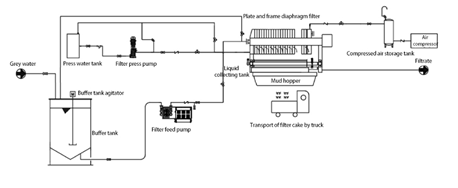 Plate and frame diaphragm filter
Press water tank
Filter press pump
Compressed air storage tank
Air
compressor
Grey water
Liquid
collecting tank
Filtrate
Mud hopper
Buffer tank agitator
Buffer tank
Filter feed pump
Transport of filter cake by truck